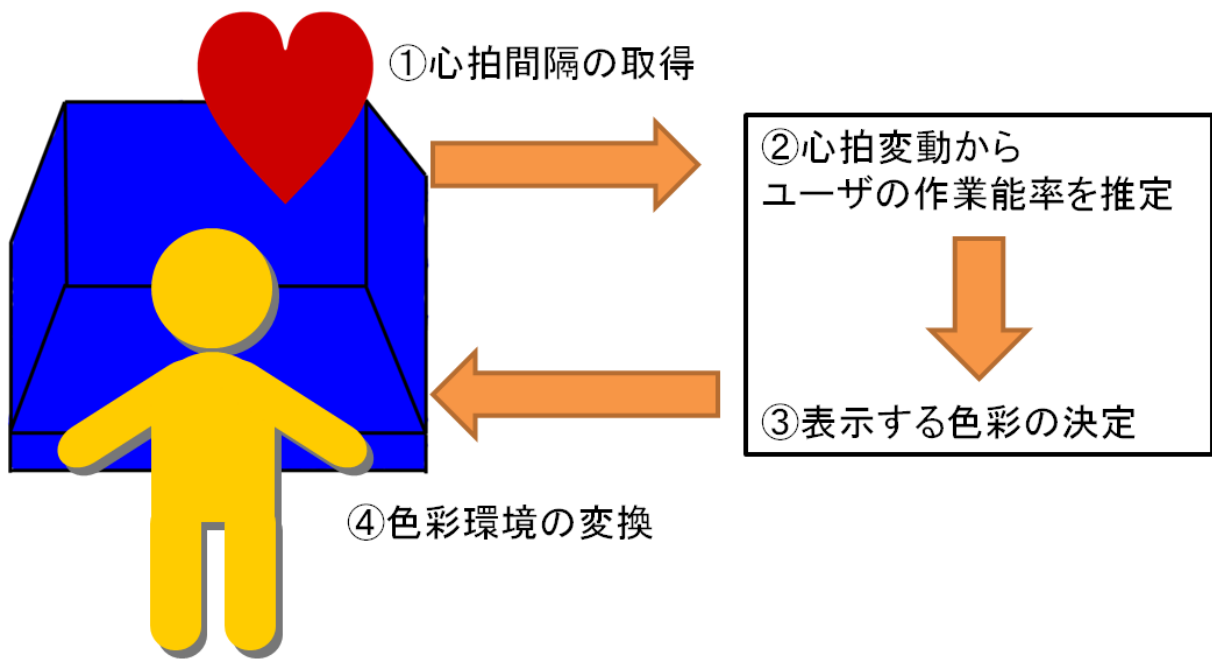 ①心拍間隔の取得
②心拍変動から
ユーザの作業能率を推定
③表示する色彩の決定
④色彩環境の変換